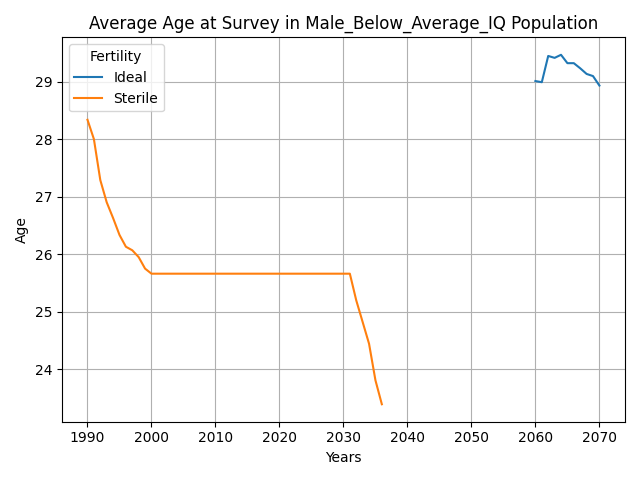 Average Age at Survey in Male_Below_Average_IQ Population
Fertility
Ideal
Sterile
Age
29
28
27
26
25
24
1990 2000 2010 2020 2030 2040 2050 2060 2070
Years